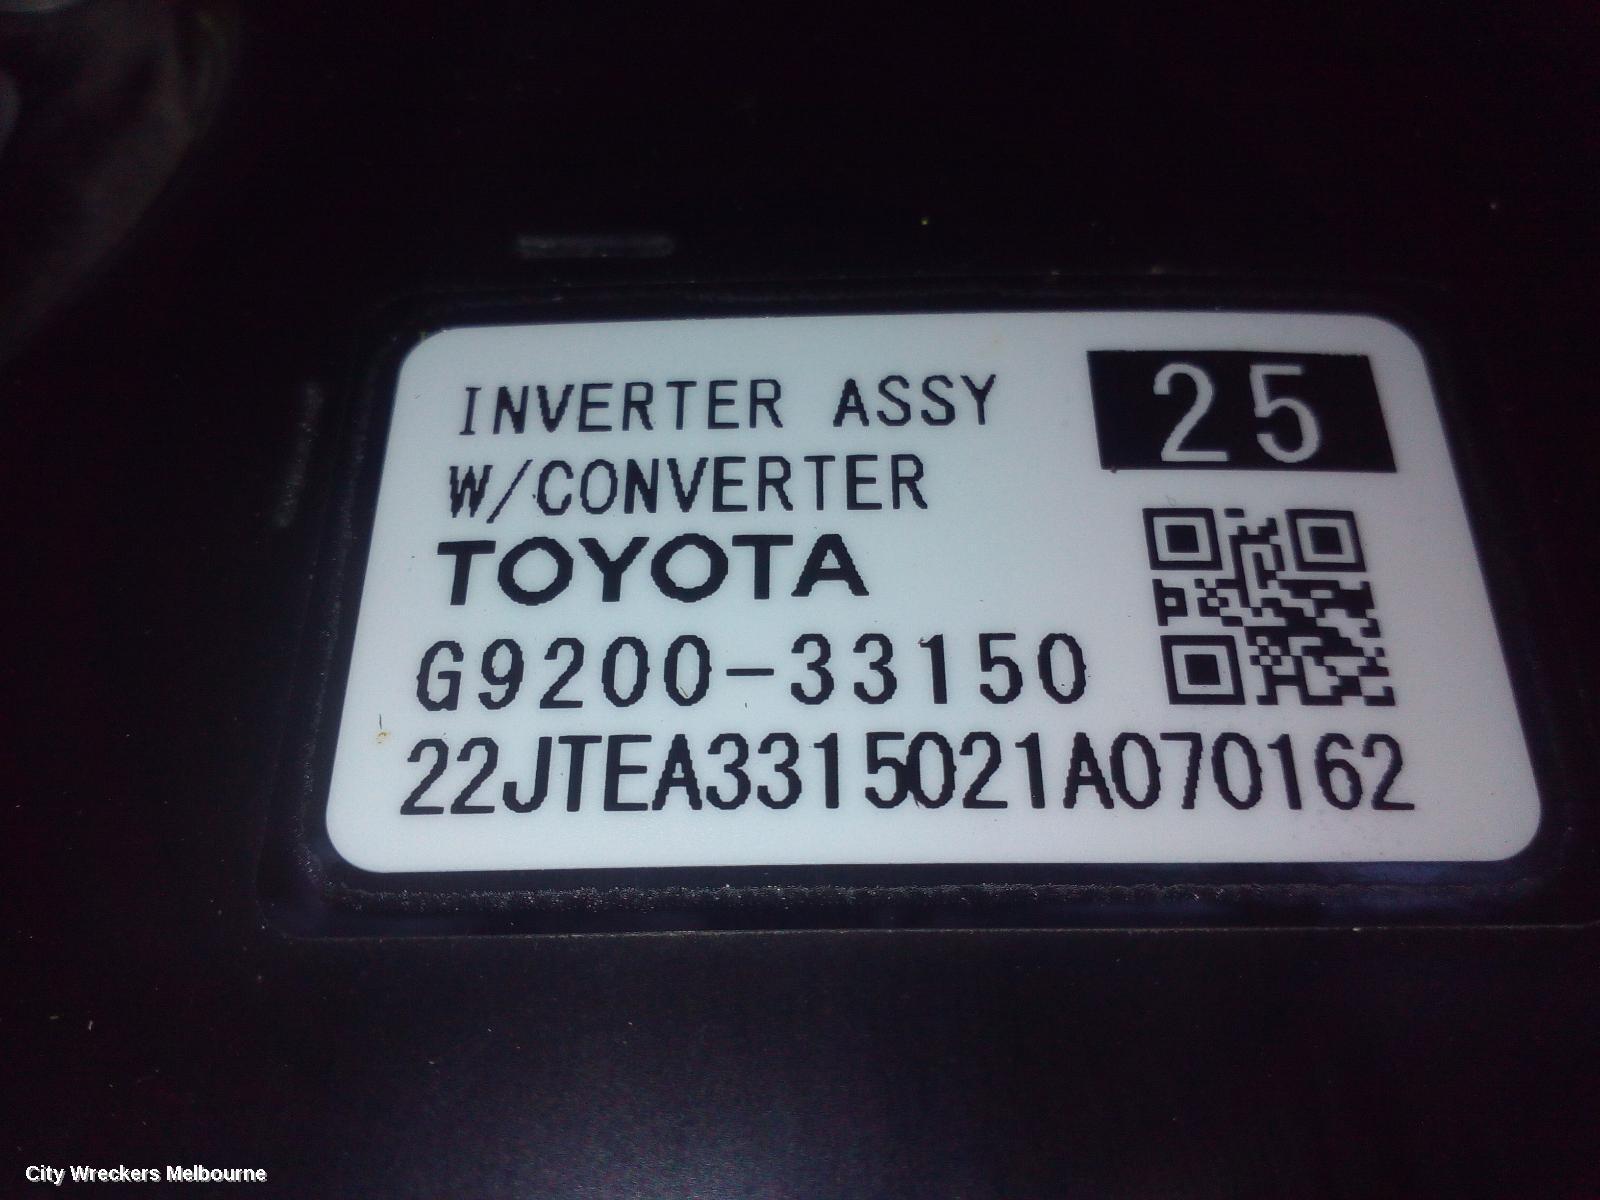 INVERTER ASSY
25
W/CONVERTER
TOYOTA
G9200-33150
22JTEA3315021A070162
City Wreckers Melbourne